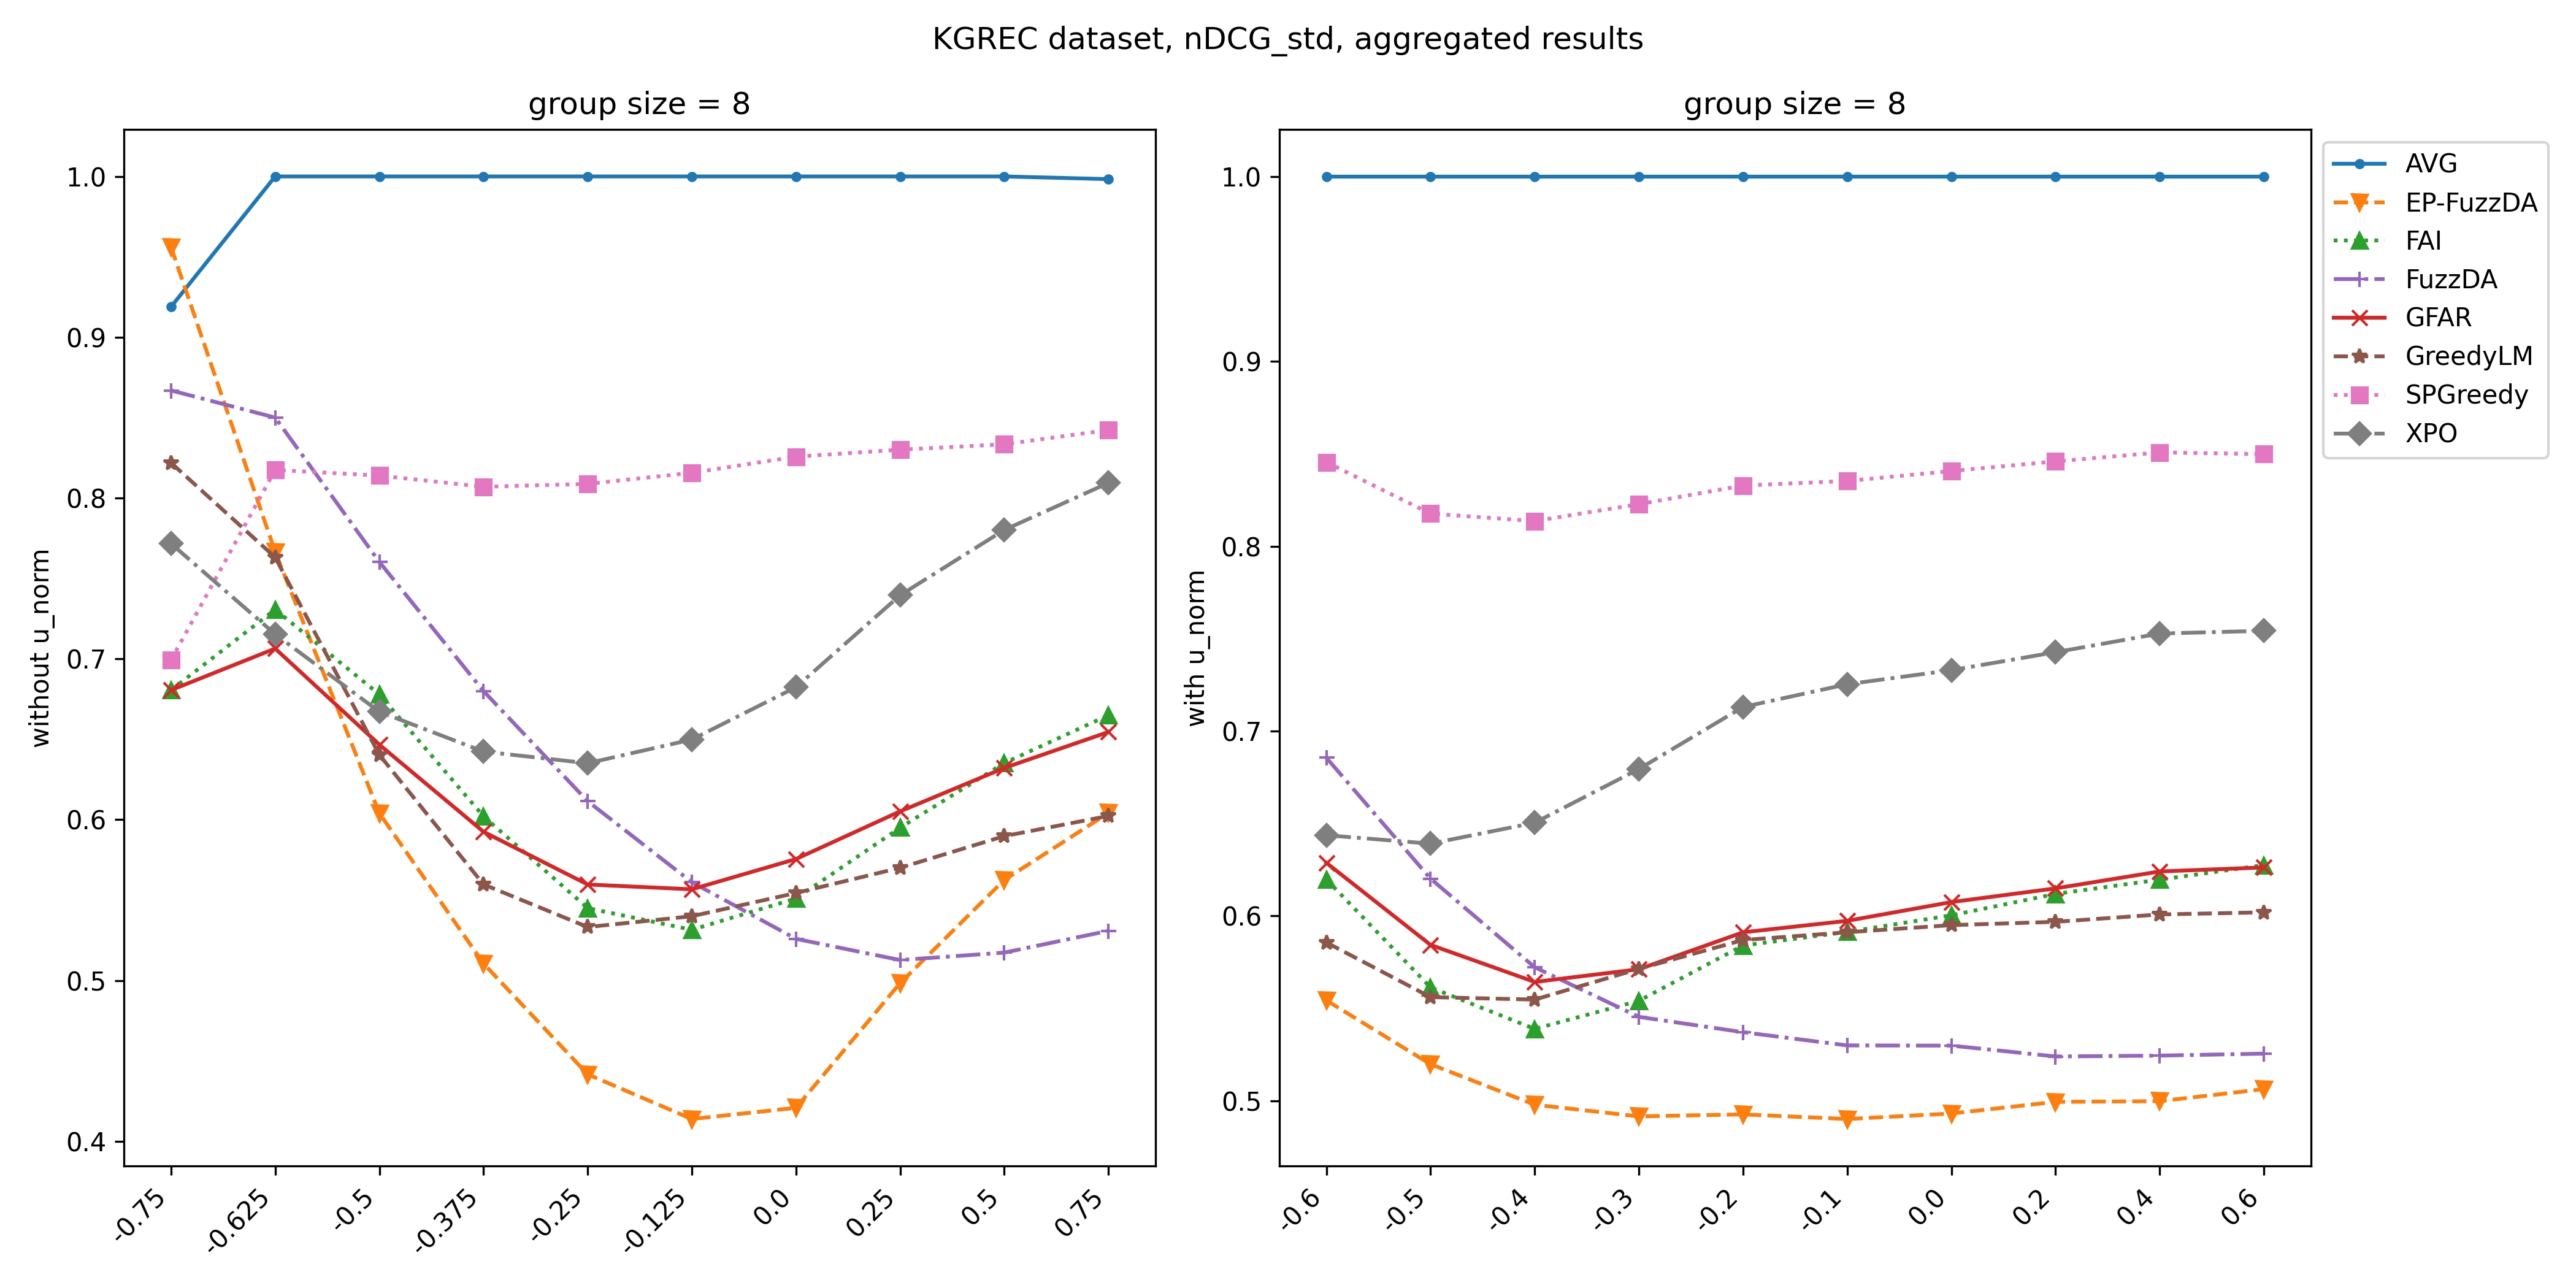 KGREC dataset, nDCG_std, aggregated results
group size = 8
without u_norm
1.0
0.9
0.8
0.7
0.6
0.5
0.4
-0.75
-0.625
-0.5
-0.375
-0.25
-0.125
0.0
0.25
0.5
0.75
group size = 8
with u_norm
1.0
0.9
0.8
0.7
0.6
0.5
-0.6
-0.5
-0.4
-0.3
-0.2
-0.1
0.0
0.2
0.4
0.6
AVG
EP-FuzzDA
FAI
FuzzDA
GFAR
GreedyLM
SPGreedy
XPO